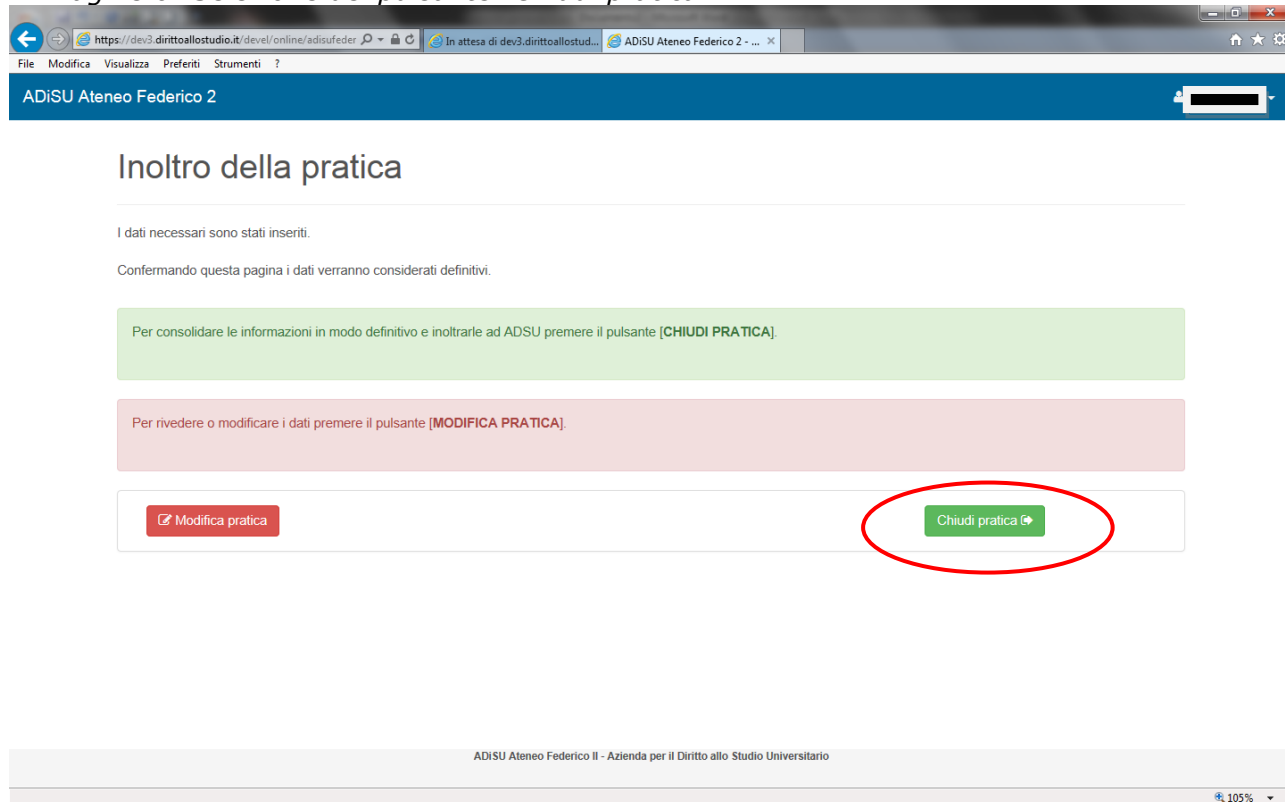 pulsante
pratica
https://dev3.dirittoallostudio.it/devel/online/adisufeder
In attesa di dev3.dirittoallostud...
ADiSU Ateneo Federico 2 - ... ×
File Modifica Visualizza Preferiti Strumenti ?
ADiSU Ateneo Federico 2
Inoltro della pratica
I dati necessari sono stati inseriti.
Confermando questa pagina i dati verranno considerati definitivi.
Per consolidare le informazioni in modo definitivo e inoltrarle ad ADSU premere il pulsante [CHIUDI PRATICA].
Per rivedere o modificare i dati premere il pulsante [MODIFICA PRATICA].
Modifica pratica
Chiudi pratica
ADiSU Ateneo Federico II - Azienda per il Diritto allo Studio Universitario
105%